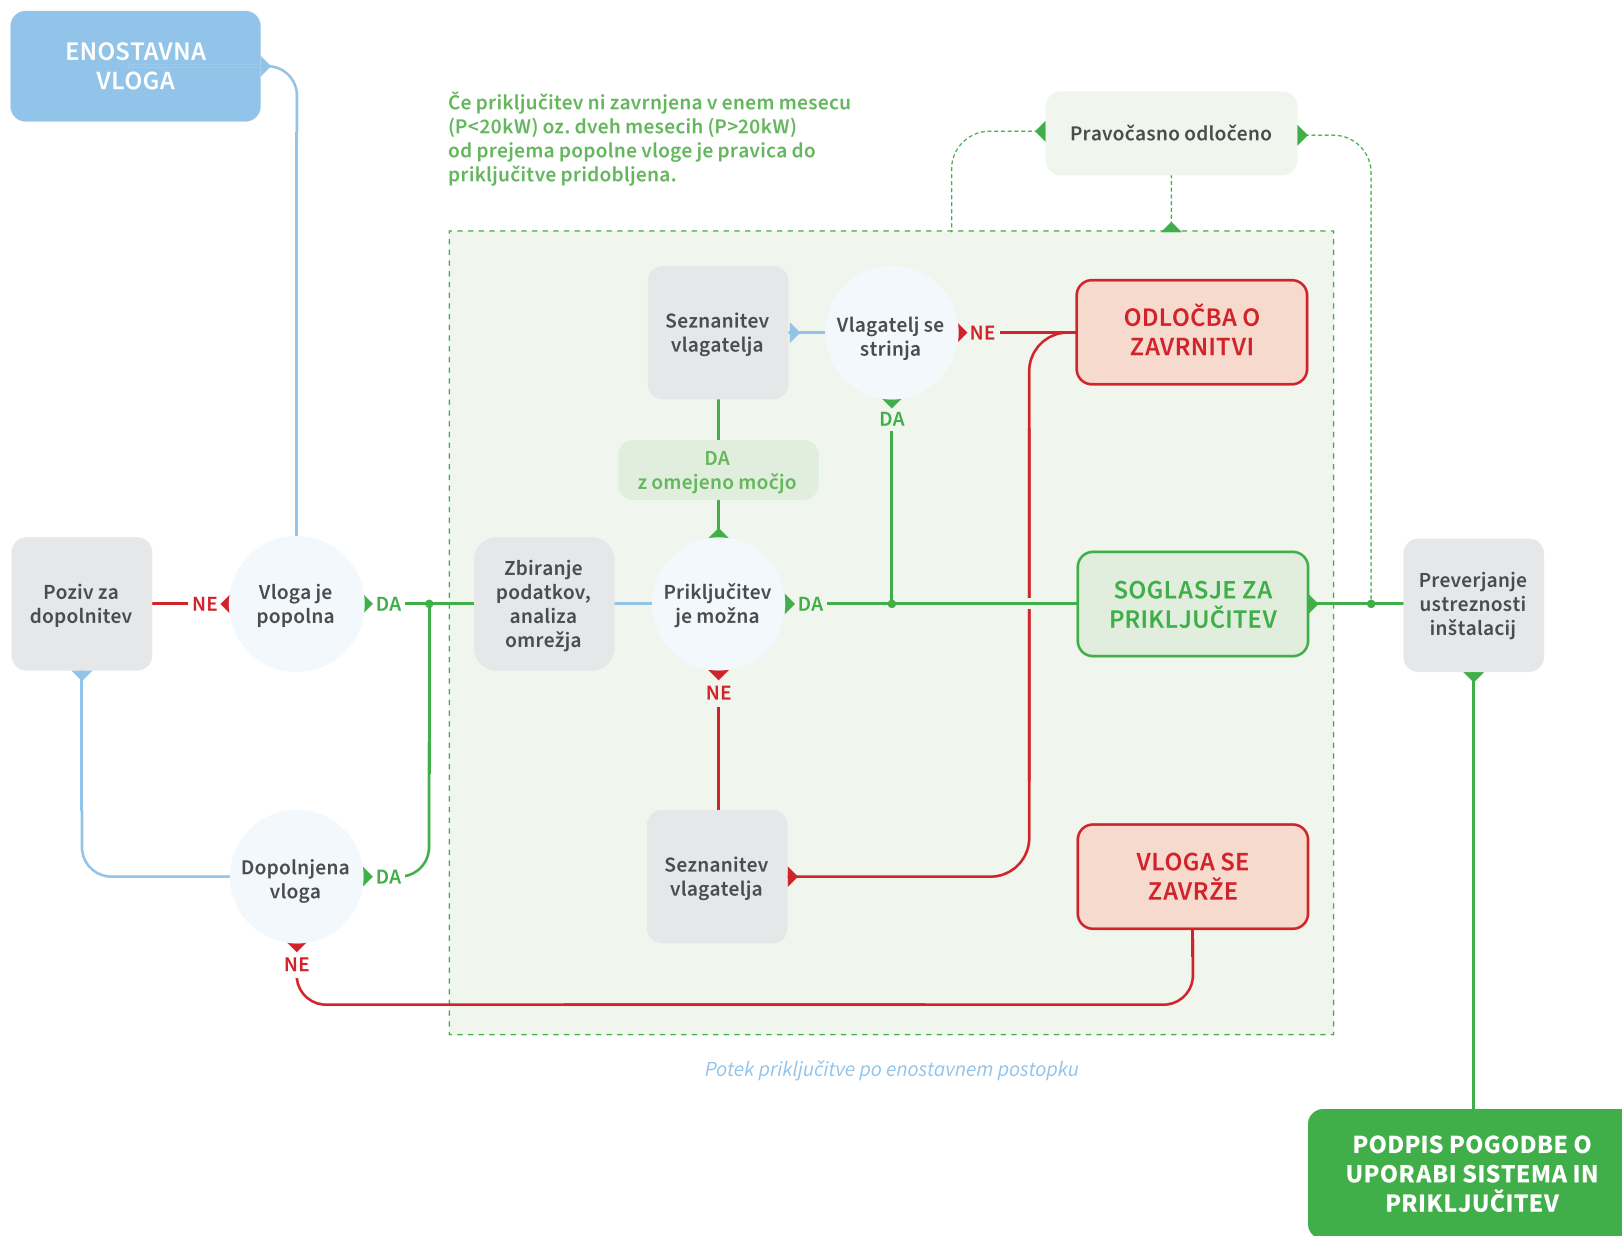 ENOSTAVNA
VLOGA
Če priključitev ni zavrnjena v enem mesecu
(P<20kW) oz. dveh mesecih (P>20kW)
od prejema popolne vloge je pravica do
priključitve pridobljena.
Pravočasno odločeno
Seznanitev
vlagatelja
Vlagatelj se
strinja
NE
ODLOČBA O
ZAVRNITVI
DA
DA
z omejeno močjo
Poziv za
dopolnitev
NE
Vloga je
popolna
DA
Zbiranje
podatkov,
analiza
omrežja
Priključitev
je možna
DA
SOGLASJE ZA
PRIKLJUČITEV
Preverjanje
ustreznosti
inštalacij
NE
Dopolnjena
vloga
DA
Seznanitev
vlagatelja
VLOGA SE
ZAVRŽE
NE
Potek priključitve po enostavnem postopku
PODPIS POGODBE O
UPORABI SISTEMA IN
PRIKLJUČITEV